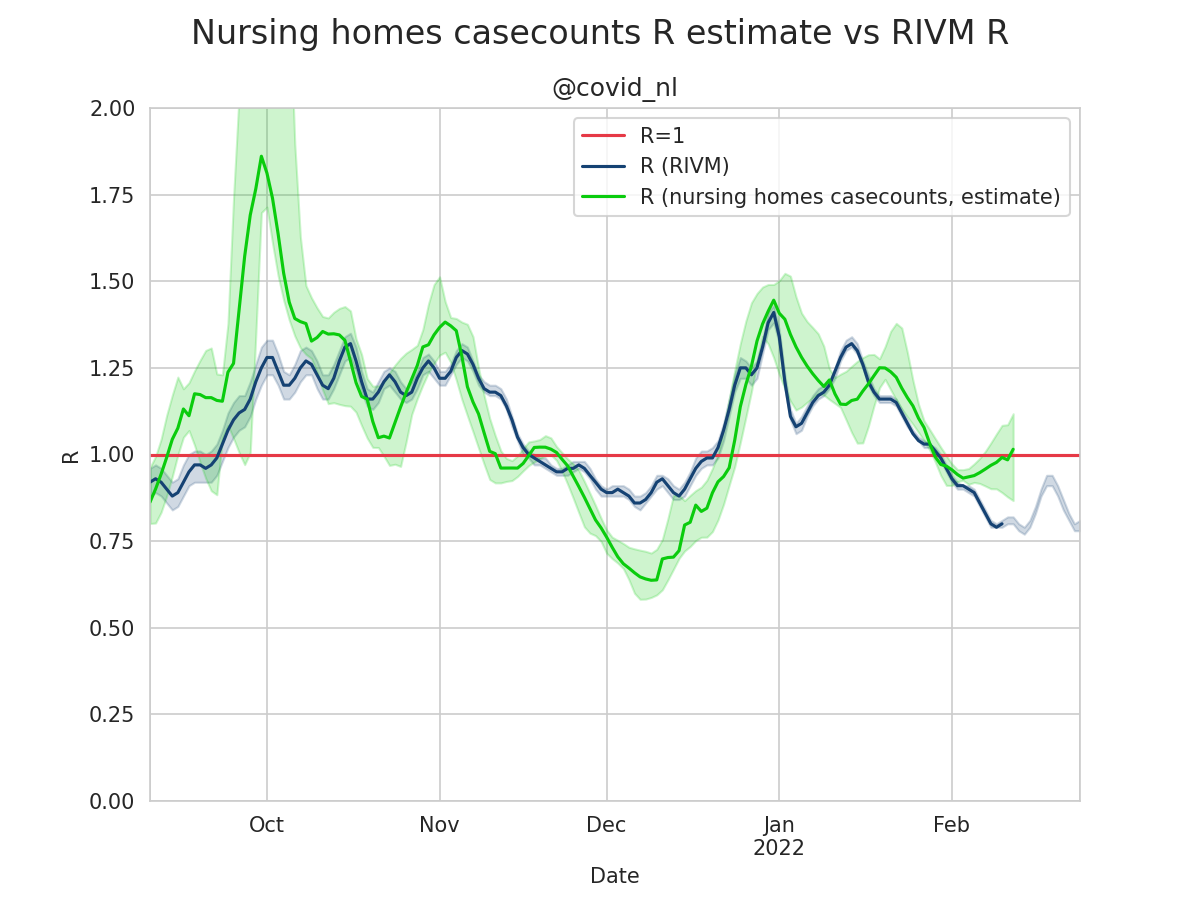 Nursing homes casecounts R estimate vs RIVM R
@covid_nl
R=1
R (RIVM)
R (nursing homes casecounts, estimate)
2.00
1.75
1.50
1.25
1.00
0.75
0.50
0.25
0.00
R
Oct
Nov
Dec
Jan
Feb
2022
Date